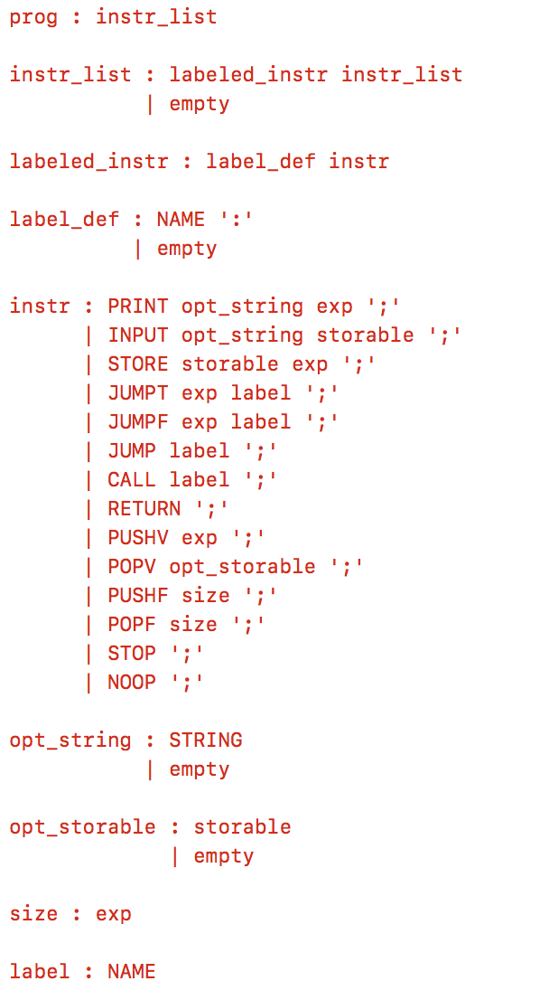 prog : instr_list
instr_list : labeled_instr instr_list
| empty
labeled_instr : label_def instr
label_def : NAME ':'
| empty
instr : PRINT opt_string exp ';'
| INPUT opt_string storable ';'
| STORE storable exp ';'
| JUMPT exp label ';'
| JUMPF exp label ';'
| JUMP label ';'
| CALL label ';'
| RETURN ';'
| PUSHV exp ';'
| POPV opt_storable ';'
| PUSHF size ';'
| POPF size ';'
| STOP ';'
| NOOP ';'
opt_string : STRING
| empty
opt_storable : storable
| empty
size : exp
label : NAME